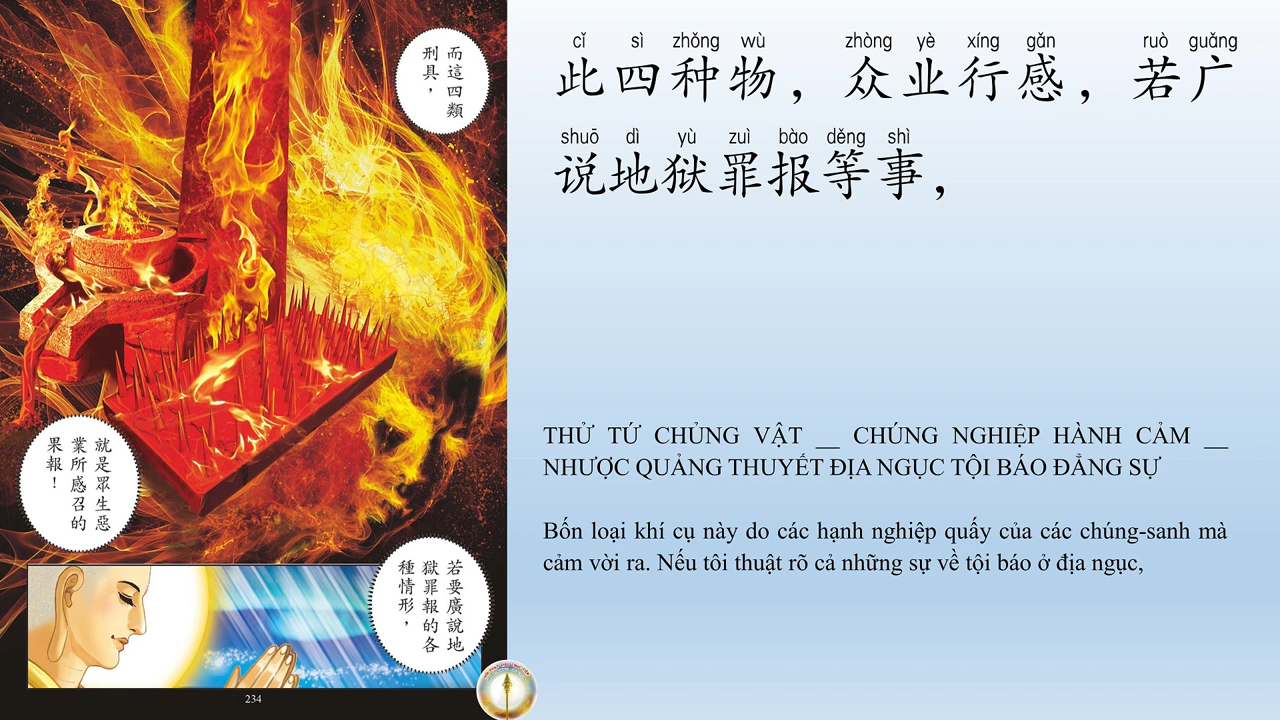 而這四類
刑具，
就是眾生惡
業所感召的
果報！
若要廣說地
獄罪報的各
種情形，
234
cǐ sì zhǒng wù zhòng yè xíng gǎn ruò guǎng
此四种物，众业行感，若广
shuō dì yù zuì bào děng shì
说地狱罪报等事，
THỬ TỨ CHỦNG VẬT __ CHÚNG NGHIỆP HÀNH CẢM __
NHƯỢC QUẢNG THUYẾT ĐỊA NGỤC TỘI BÁO ĐẲNG SỰ
Bốn loại khí cụ này do các hạnh nghiệp quấy của các chúng-sanh mà
cảm vời ra. Nếu tôi thuật rõ cả những sự về tội báo ở địa ngục,